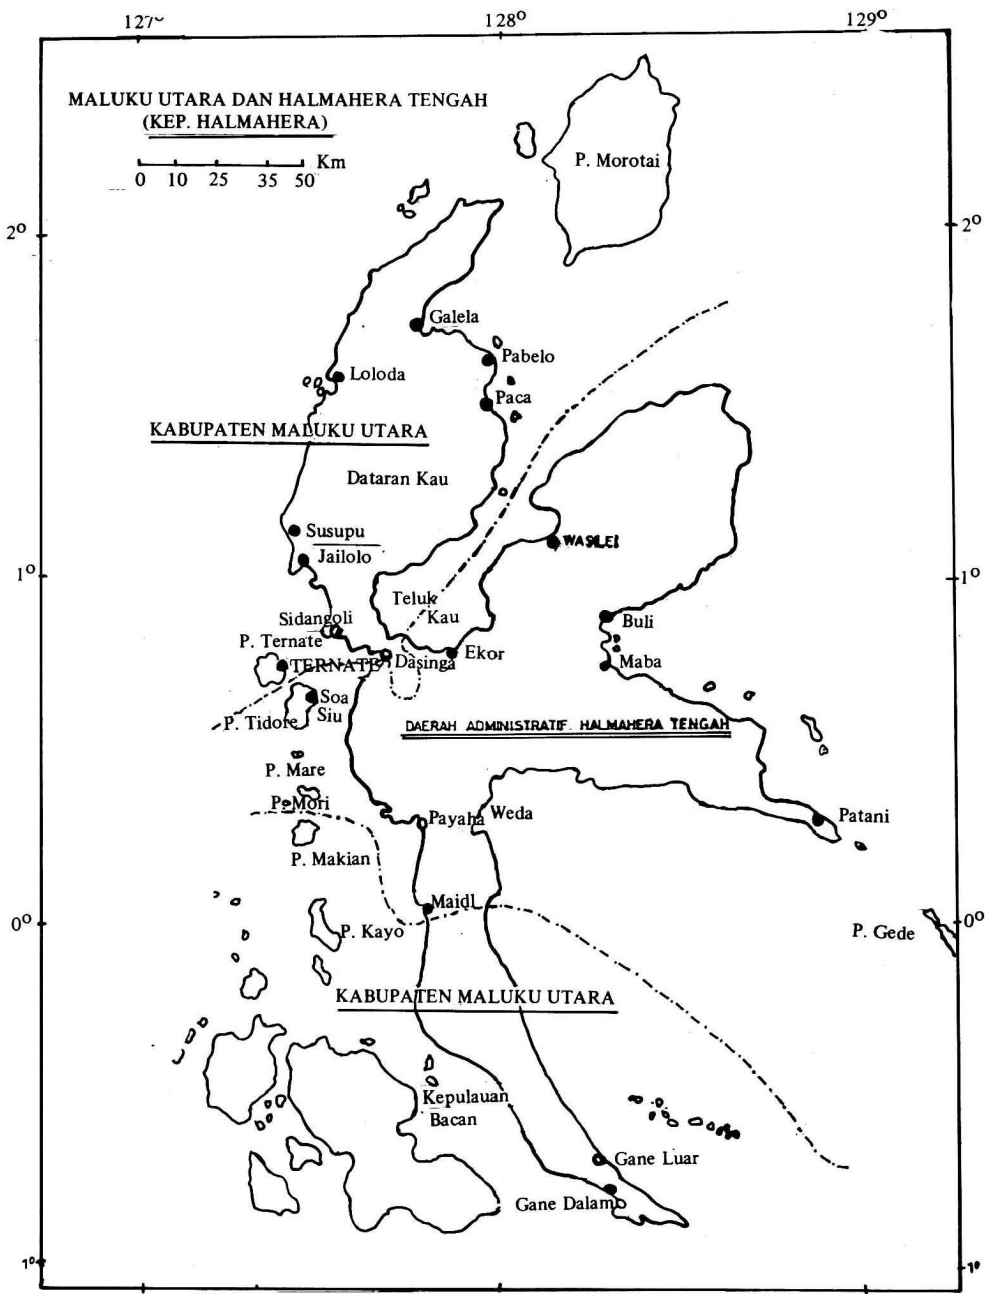 127° 128° 129°
MALUKU UTARA DAN HALMAHERA TENGAH
(KEP. HALMAHERA)
Km
0 10 25 35 50
P. Morotai
2° 2°
Galela
Pabelo
Loloda
Paca
KABUPATEN MALUKU UTARA
Dataran Kau
Susupu
WASLEI
Jailolo
1° 1°
Teluk
Kau
Sidangoli
Buli
P. Ternate
Dasinga
Ekor
TERNATE
Maba
Soa
Siu
P. Tidore
DAERAH ADMINISTRATIF. HALMAHERA TENGAH
P. Mare
P. Mori
Payaha
Weda
Patani
P. Makian
Maidl
0° 0°
P. Kayo
P. Gede
KABUPATEN MALUKU UTARA
Kepulauan
Bacan
Gane Luar
Gane Dalam
1° 1°